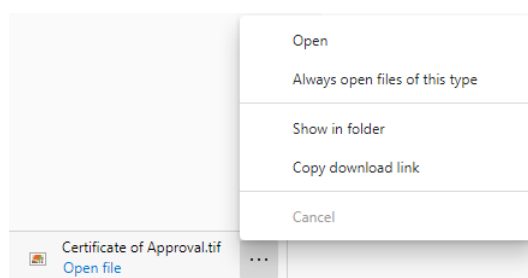 Open
Always open files of this type
Show in folder
Copy download link
Cancel
Certificate of Approval.tif
Open file
...